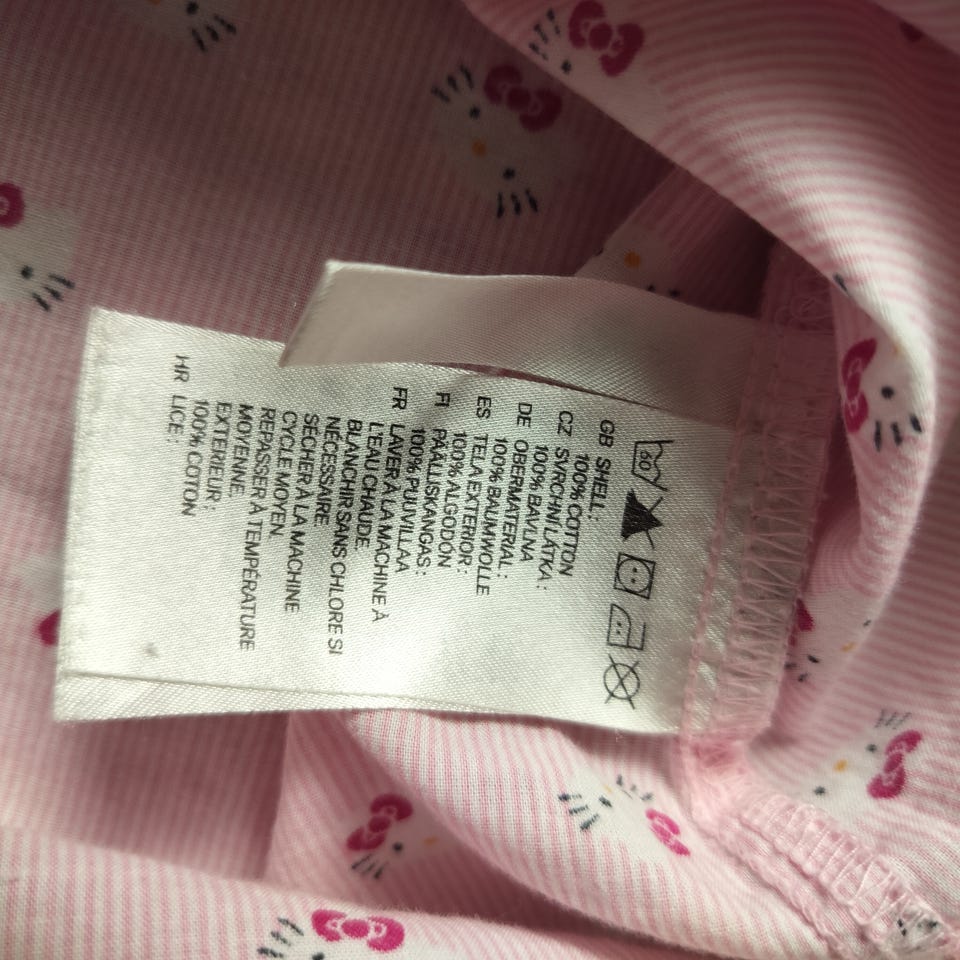 60
GB SHELL:
100% COTTON
CZ SVRCHNÍ LÁTKA:
100% BAVLNA
DE OBERMATERIAL:
100% BAUMWOLLE
ES TELA EXTERIOR:
100% ALGODÓN
FI PÄÄLLISKANGAS:
100% PUUVILLAA
FR LAVER À LA MACHINE À
L'EAU CHAUDE.
BLANCHIR SANS CHLORE SI
NÉCESSAIRE.
SÉCHER À LA MACHINE
CYCLE MOYEN.
REPASSER À TEMPÉRATURE
MOYENNE.
EXTÉRIEUR:
100% COTON
HR LICE: